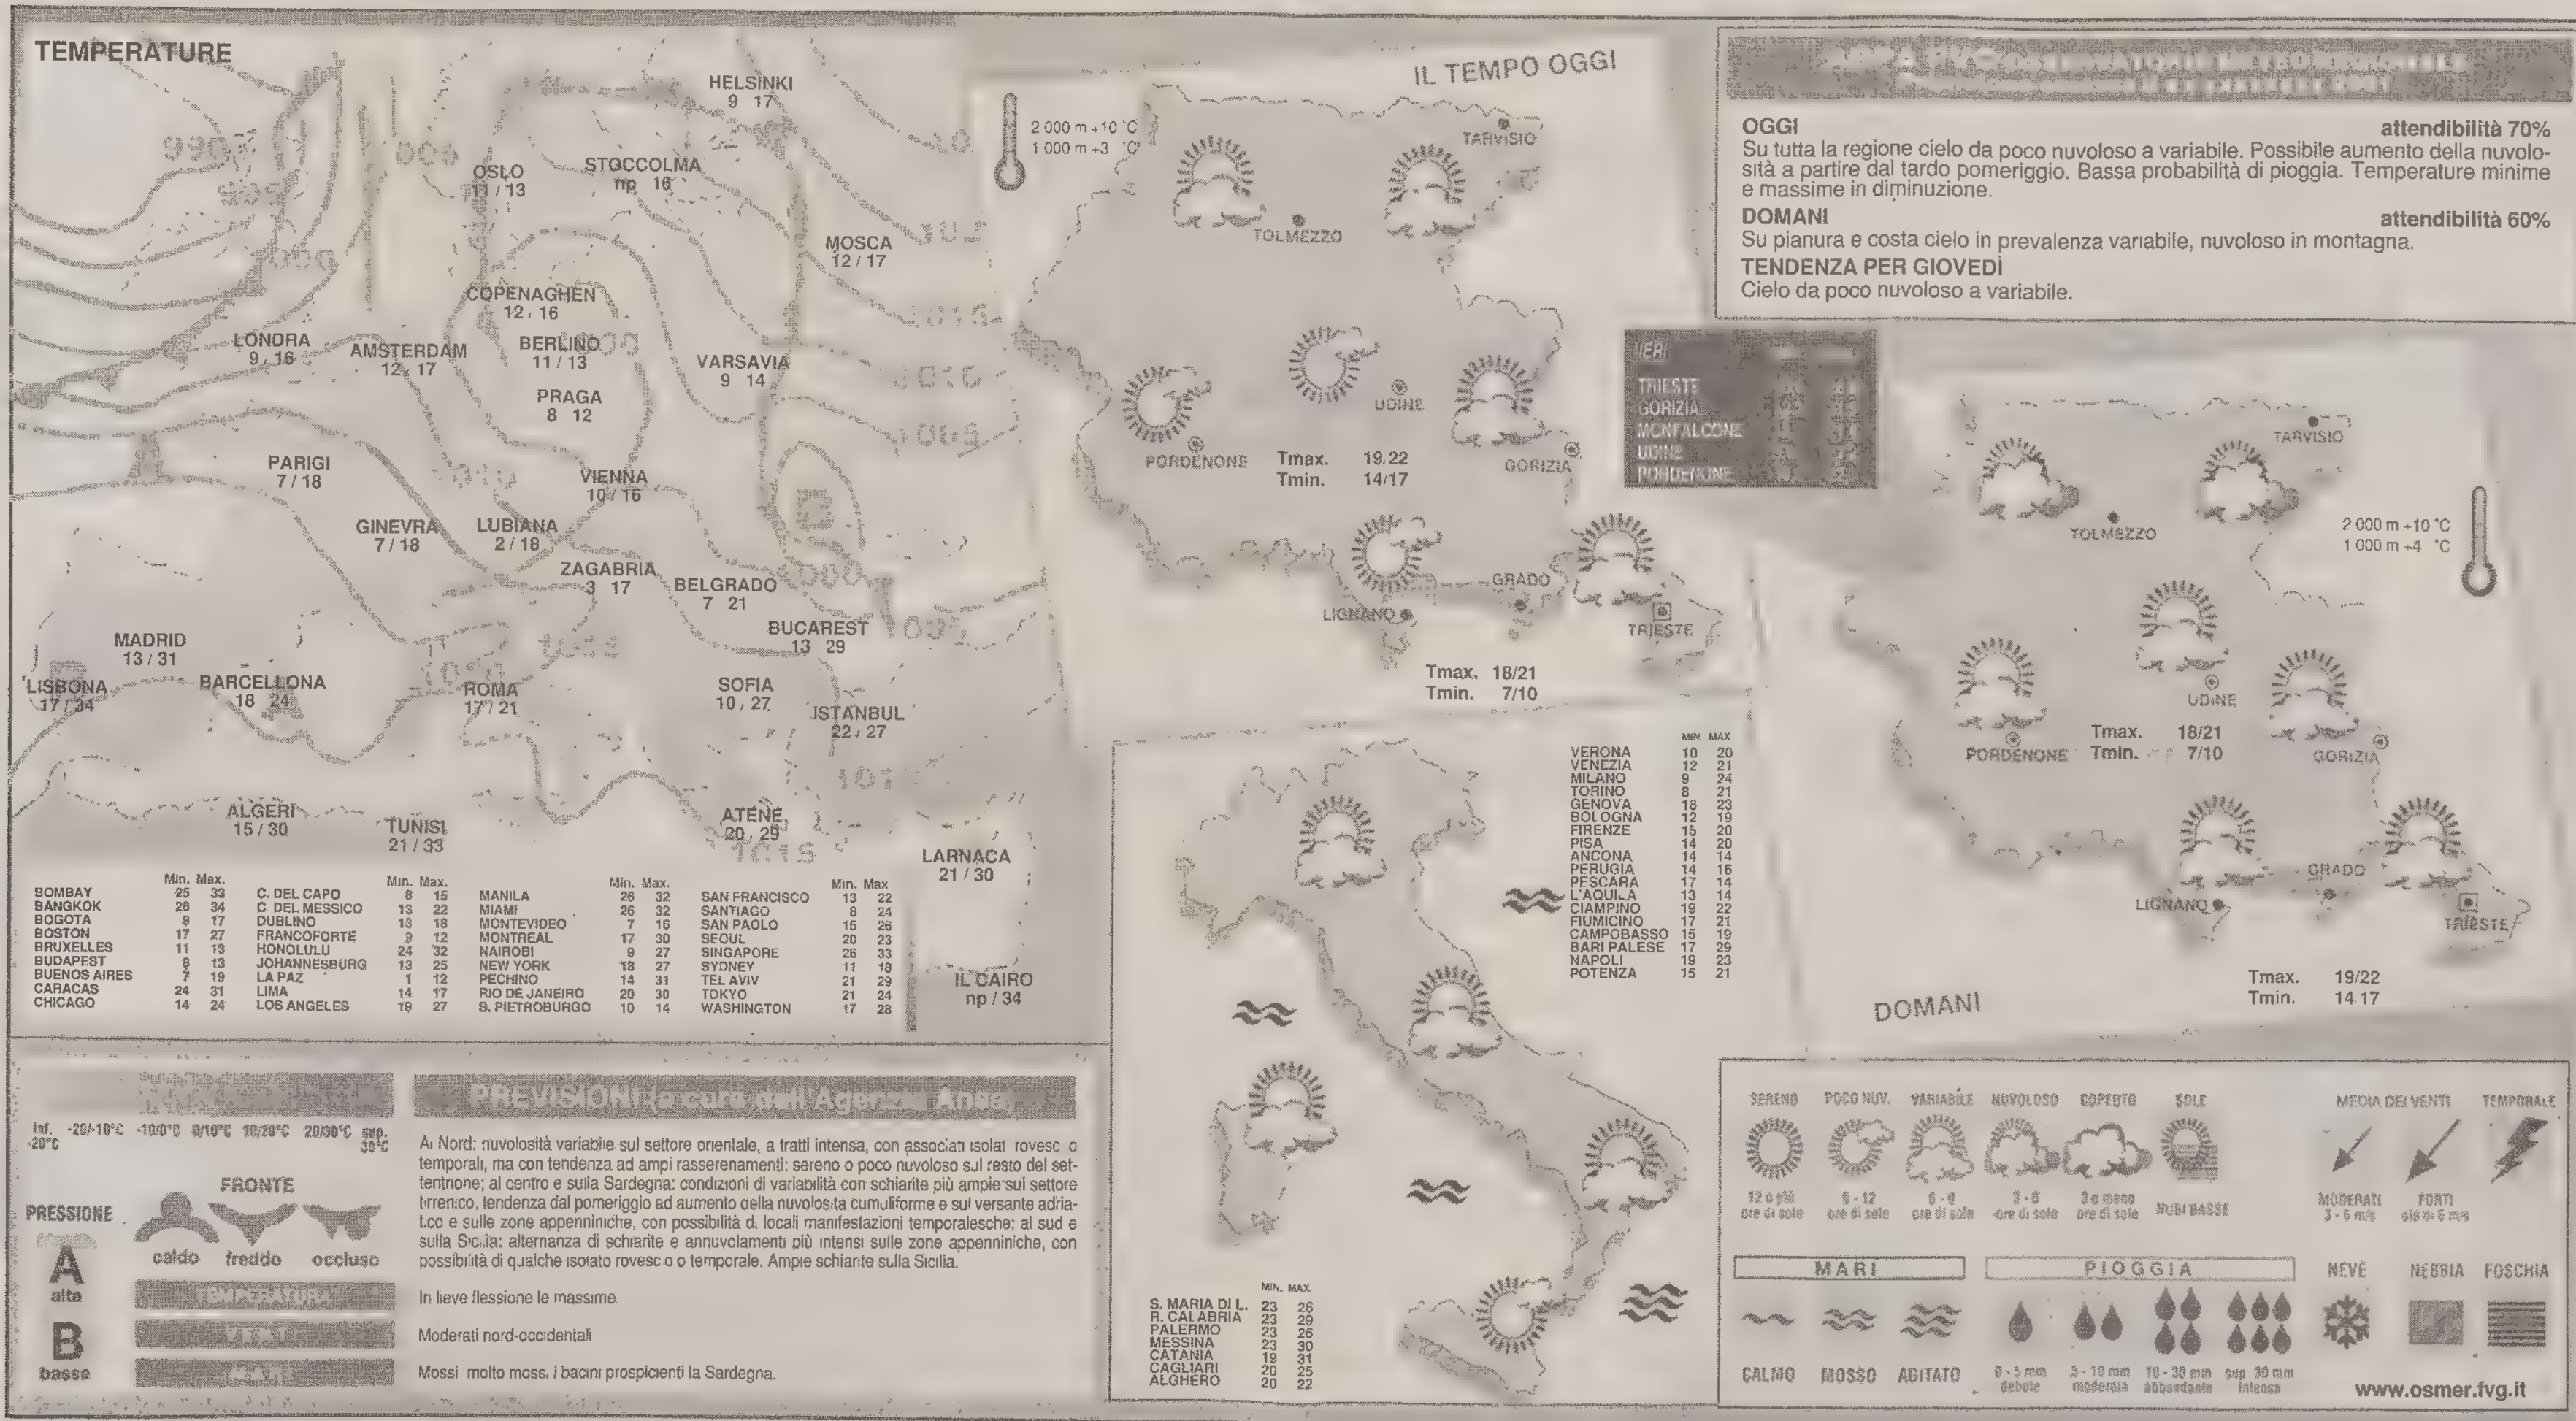 TEMPERATURE
HELSINKI
9 17
OSLO
11 / 13
STOCCOLMA
np 16
MOSCA
12 / 17
COPENAGHEN
12 16
LONDRA
9 16
AMSTERDAM
12 17
BERLINO
11 / 13
VARSAVIA
9 14
PRAGA
8 12
PARIGI
7 / 18
VIENNA
10 / 16
GINEVRA
7 / 18
LUBIANA
2 / 18
ZAGABRIA
3 17
BELGRADO
7 21
BUCAREST
13 29
MADRID
13 / 31
LISBONA
17 / 34
BARCELLONA
18 24
ROMA
17 / 21
SOFIA
10 27
ISTANBUL
22 / 27
ALGERI
15 / 30
TUNISI
21 / 33
ATENE
20 29
LARNACA
21 / 30
IL CAIRO
np / 34
Min. Max.
BOMBAY 25 33
BANGKOK 26 34
BOGOTA 9 17
BOSTON 17 27
BRUXELLES 11 13
BUDAPEST 8 13
BUENOS AIRES 7 19
CARACAS 24 31
CHICAGO 14 24
Min. Max.
C. DEL CAPO 8 15
C. DEL MESSICO 13 22
DUBLINO 13 18
FRANCOFORTE 9 12
HONOLULU 24 32
JOHANNESBURG 13 25
LA PAZ 1 12
LIMA 14 17
LOS ANGELES 19 27
Min. Max.
MANILA 26 32
MIAMI 26 32
MONTEVIDEO 7 16
MONTREAL 17 30
NAIROBI 9 27
NEW YORK 18 27
PECHINO 14 31
RIO DE JANEIRO 20 30
S. PIETROBURGO 10 14
Min. Max
SAN FRANCISCO 13 22
SANTIAGO 8 24
SAN PAOLO 15 26
SEOUL 20 23
SINGAPORE 26 33
SYDNEY 11 18
TEL AVIV 21 29
TOKYO 21 24
WASHINGTON 17 28
Inf. -20°C -20/-10°C -10/0°C 0/10°C 10/20°C 20/30°C sup. 30°C
FRONTE
PRESSIONE
caldo freddo occluso
A
alta
B
bassa
TEMPERATURA
VENTI
MARI
PREVISIONI (a cura dell'Agenzia Ansa)
Al Nord: nuvolosità variabile sul settore orientale, a tratti intensa, con associati isolat rovesc o
temporali, ma con tendenza ad ampi rasserenamenti; sereno o poco nuvoloso sul resto del set-
tentrione; al centro e sulla Sardegna: condizioni di variabilità con schiarite più ampie sul settore
tirrenico, tendenza dal pomeriggio ad aumento della nuvolosita cumuliforme e sul versante adria-
tico e sulle zone appenniniche, con possibilità di locali manifestazioni temporalesche; al sud e
sulla Sicilia: alternanza di schiarite e annuvolamenti più intensi sulle zone appenniniche, con
possibilità di qualche isolato rovesc o o temporale. Ampie schiarite sulla Sicilia.
In lieve flessione le massime
Moderati nord-occidentali
Mossi molto mossi i bacini prospicienti la Sardegna.
IL TEMPO OGGI
2 000 m +10 °C
1 000 m +3 °C
TARVISIO
TOLMEZZO
UDINE
PORDENONE
GORIZIA
Tmax. 19.22
Tmin. 14/17
GRADO
LIGNANO
TRIESTE
Tmax. 18/21
Tmin. 7/10
OGGI attendibilità 70%
Su tutta la regione cielo da poco nuvoloso a variabile. Possibile aumento della nuvolo-
sità a partire dal tardo pomeriggio. Bassa probabilità di pioggia. Temperature minime
e massime in diminuzione.
DOMANI attendibilità 60%
Su pianura e costa cielo in prevalenza variabile, nuvoloso in montagna.
TENDENZA PER GIOVEDÌ
Cielo da poco nuvoloso a variabile.
IERI
TRIESTE
GORIZIA
MONFALCONE
UDINE
PORDENONE
TARVISIO
TOLMEZZO
2 000 m +10 °C
1 000 m +4 °C
UDINE
PORDENONE
GORIZIA
Tmax. 18/21
Tmin. 7/10
GRADO
LIGNANO
TRIESTE
Tmax. 19/22
Tmin. 14 17
DOMANI
MIN. MAX
VERONA 10 20
VENEZIA 12 21
MILANO 9 24
TORINO 8 21
GENOVA 18 23
BOLOGNA 12 19
FIRENZE 15 20
PISA 14 20
ANCONA 14 14
PERUGIA 14 16
PESCARA 17 14
L'AQUILA 13 14
CIAMPINO 19 22
FIUMICINO 17 21
CAMPOBASSO 15 19
BARI PALESE 17 29
NAPOLI 19 23
POTENZA 15 21
MIN. MAX.
S. MARIA DI L. 23 26
R. CALABRIA 23 29
PALERMO 23 26
MESSINA 23 30
CATANIA 19 31
CAGLIARI 20 25
ALGHERO 20 22
SERENO POCO NUV. VARIABILE NUVOLOSO COPERTO SOLE MEDIA DEI VENTI TEMPORALE
12 o più ore di sole
9 - 12 ore di sole
6 - 9 ore di sole
3 - 6 ore di sole
3 o meno ore di sole
NUBI BASSE
MODERATI 3 - 6 m/s
FORTI
MARI PIOGGIA NEVE NEBBIA FOSCHIA
CALMO MOSSO AGITATO
0 - 5 mm debole
5 - 10 mm moderata
10 - 30 mm abbondante
sup 30 mm intensa
www.osmer.fvg.it